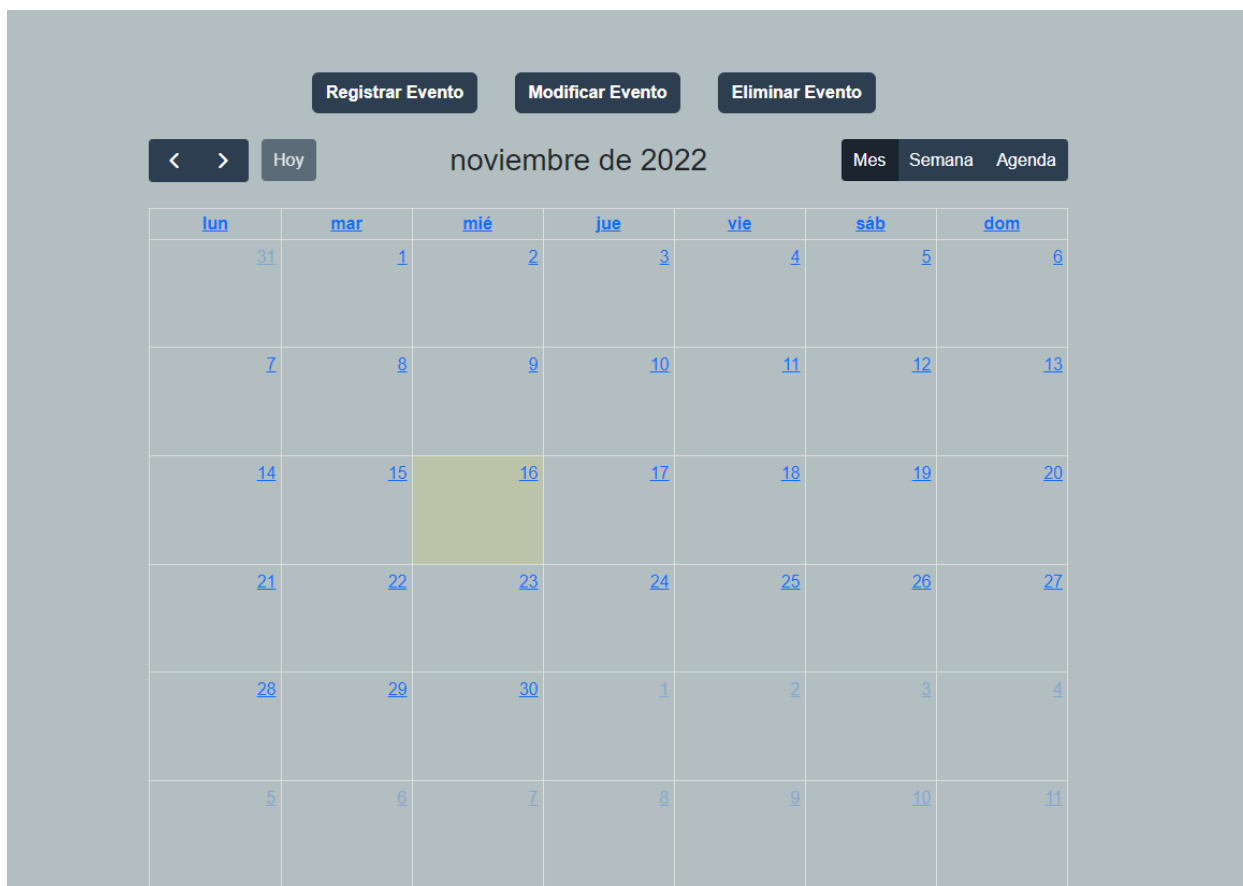 Registrar Evento Modificar Evento Eliminar Evento
Hoy noviembre de 2022 Mes Semana Agenda
lun mar mié jue vie sáb dom
31 1 2 3 4 5 6
7 8 9 10 11 12 13
14 15 16 17 18 19 20
21 22 23 24 25 26 27
28 29 30 1 2 3 4
5 6 7 8 9 10 11